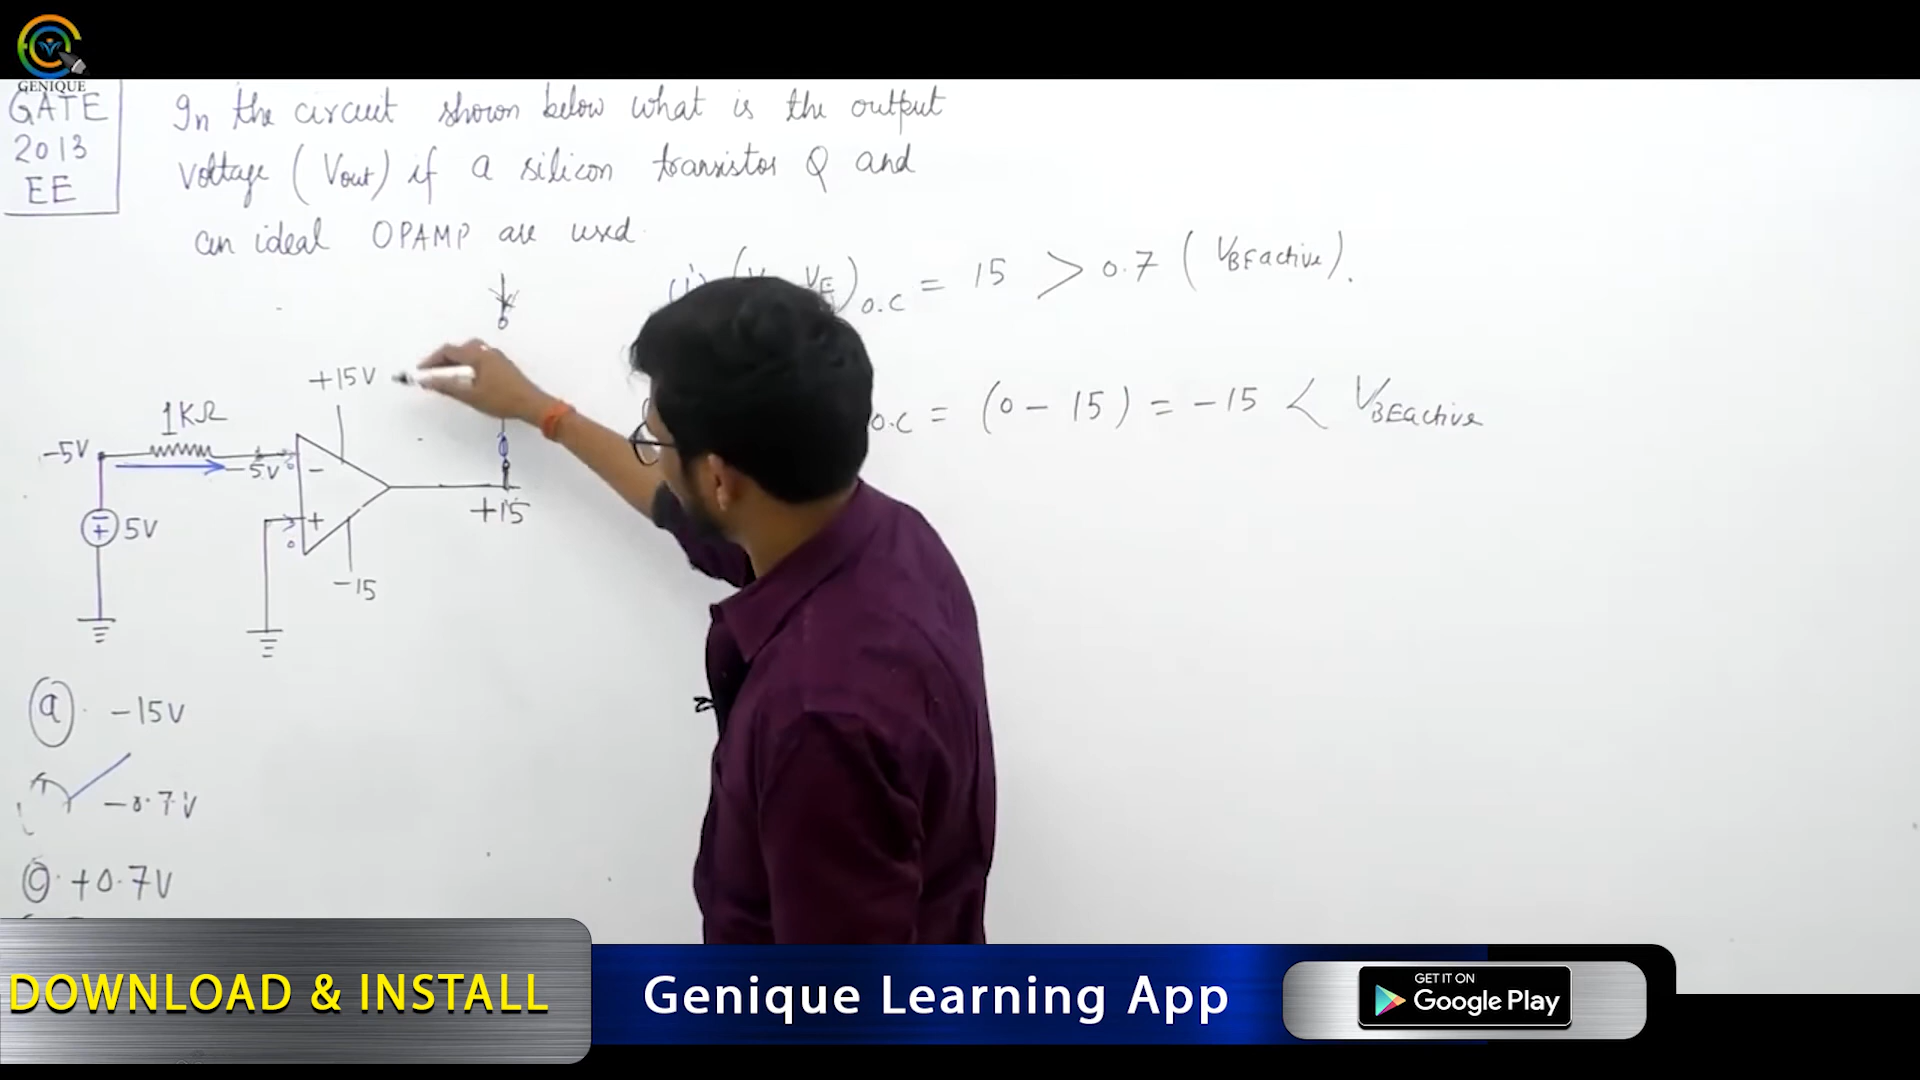 GENIQUE
GATE
2013
EE
In the circuit shown below what is the output
voltage (Vout) if a silicon transistor Q and
an ideal OPAMP are used.
VE)O.C = 15 > 0.7 (VBEactive).
O.C = (0 - 15) = -15 < VBEactive
+15V
1KΩ
-5V
-5V
-
+
5V
+15
-15
a. -15V
-0.7V
C. +0.7V
DOWNLOAD & INSTALL
Genique Learning App
GET IT ON
Google Play